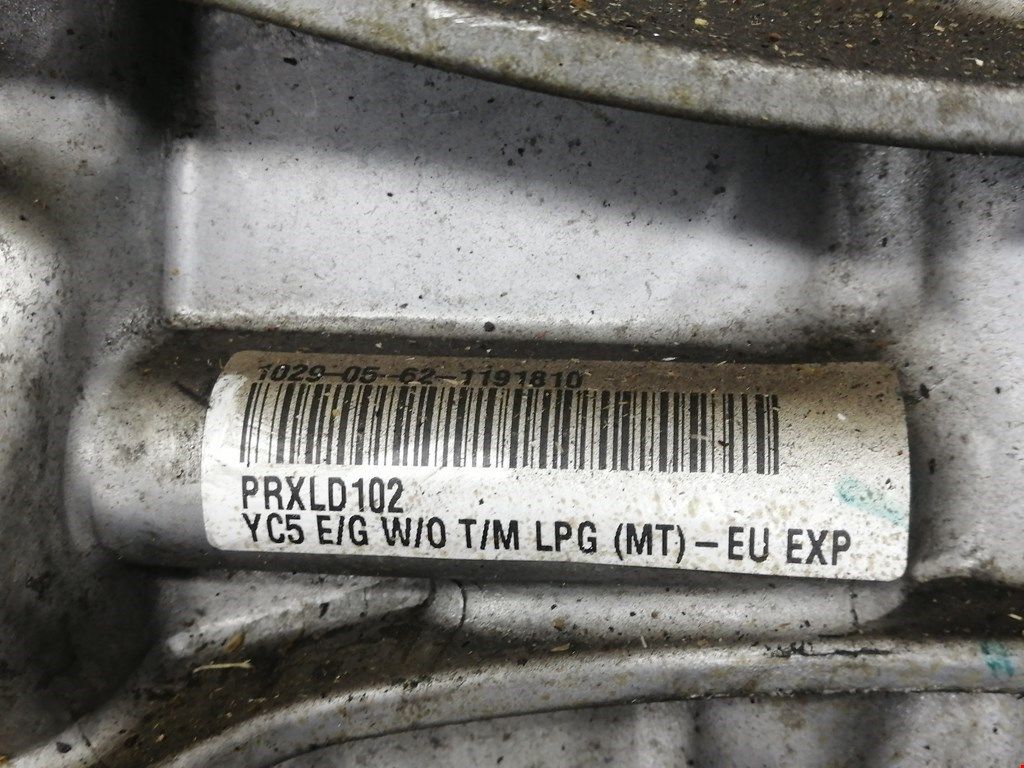 1029-05-62-1191810
PRXLD102
YC5 E/G W/O T/M LPG (MT) - EU EXP